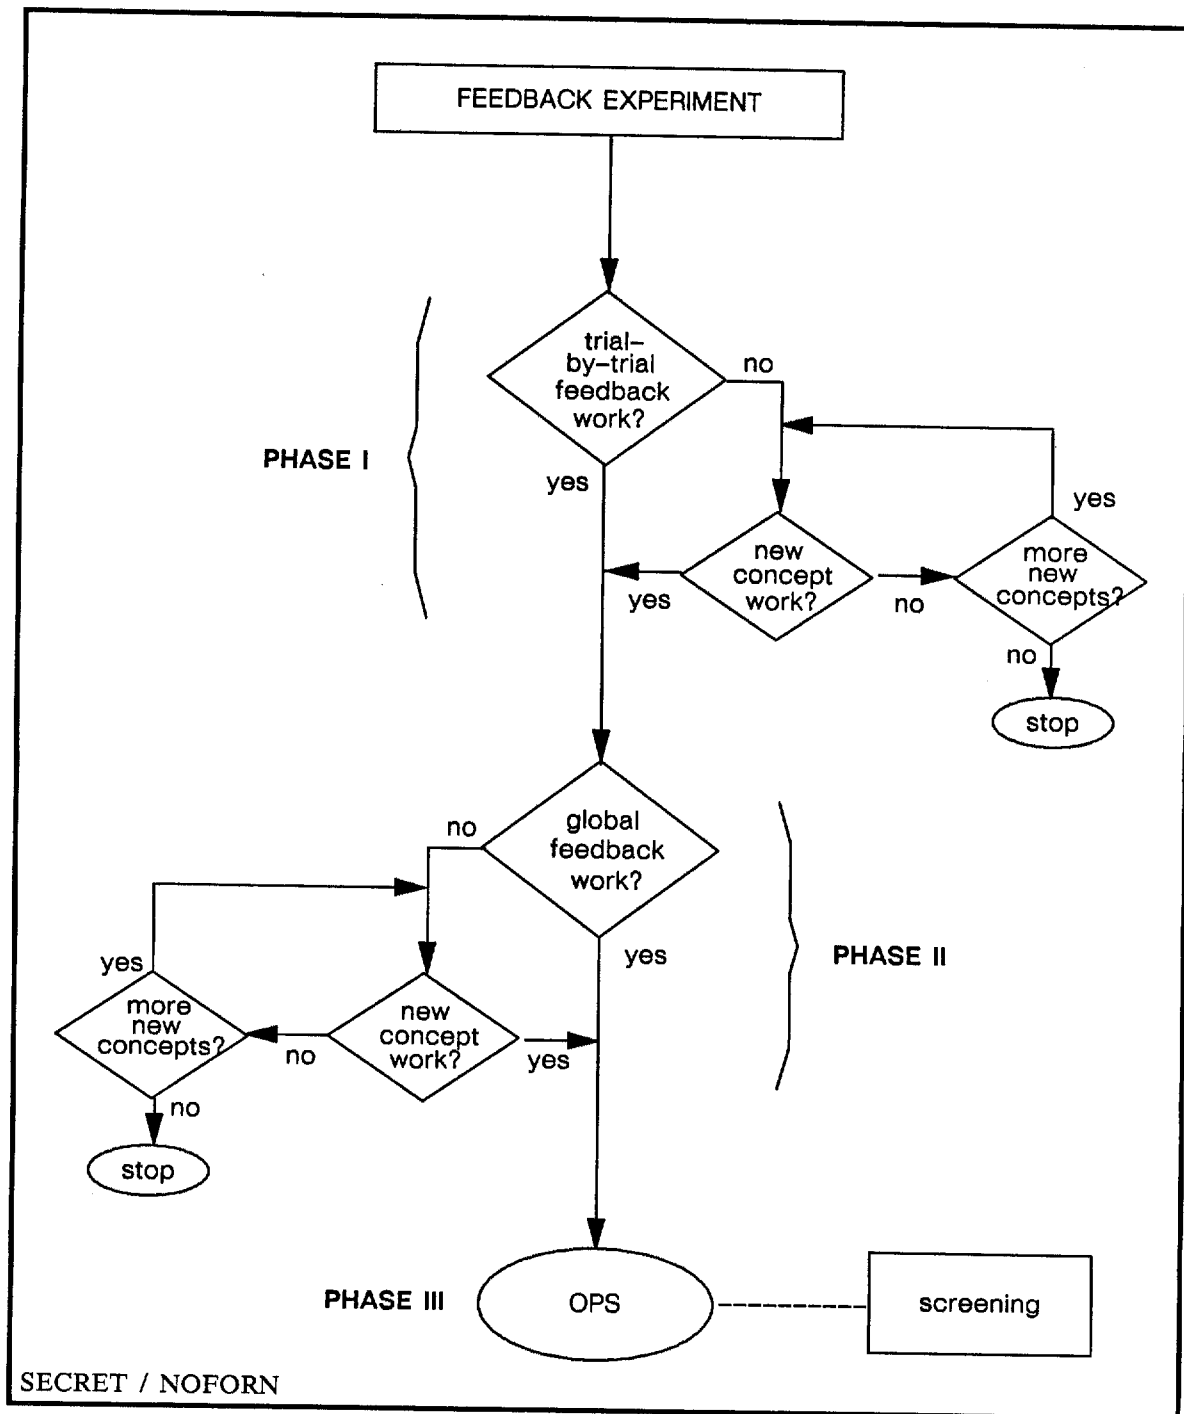 FEEDBACK EXPERIMENT
trial–
by–trial
feedback
work?
no
PHASE I
yes
yes
new
concept
work?
more
new
concepts?
yes
no
no
stop
global
feedback
work?
no
yes
PHASE II
yes
more
new
concepts?
new
concept
work?
no
yes
no
stop
PHASE III
OPS
screening
SECRET / NOFORN